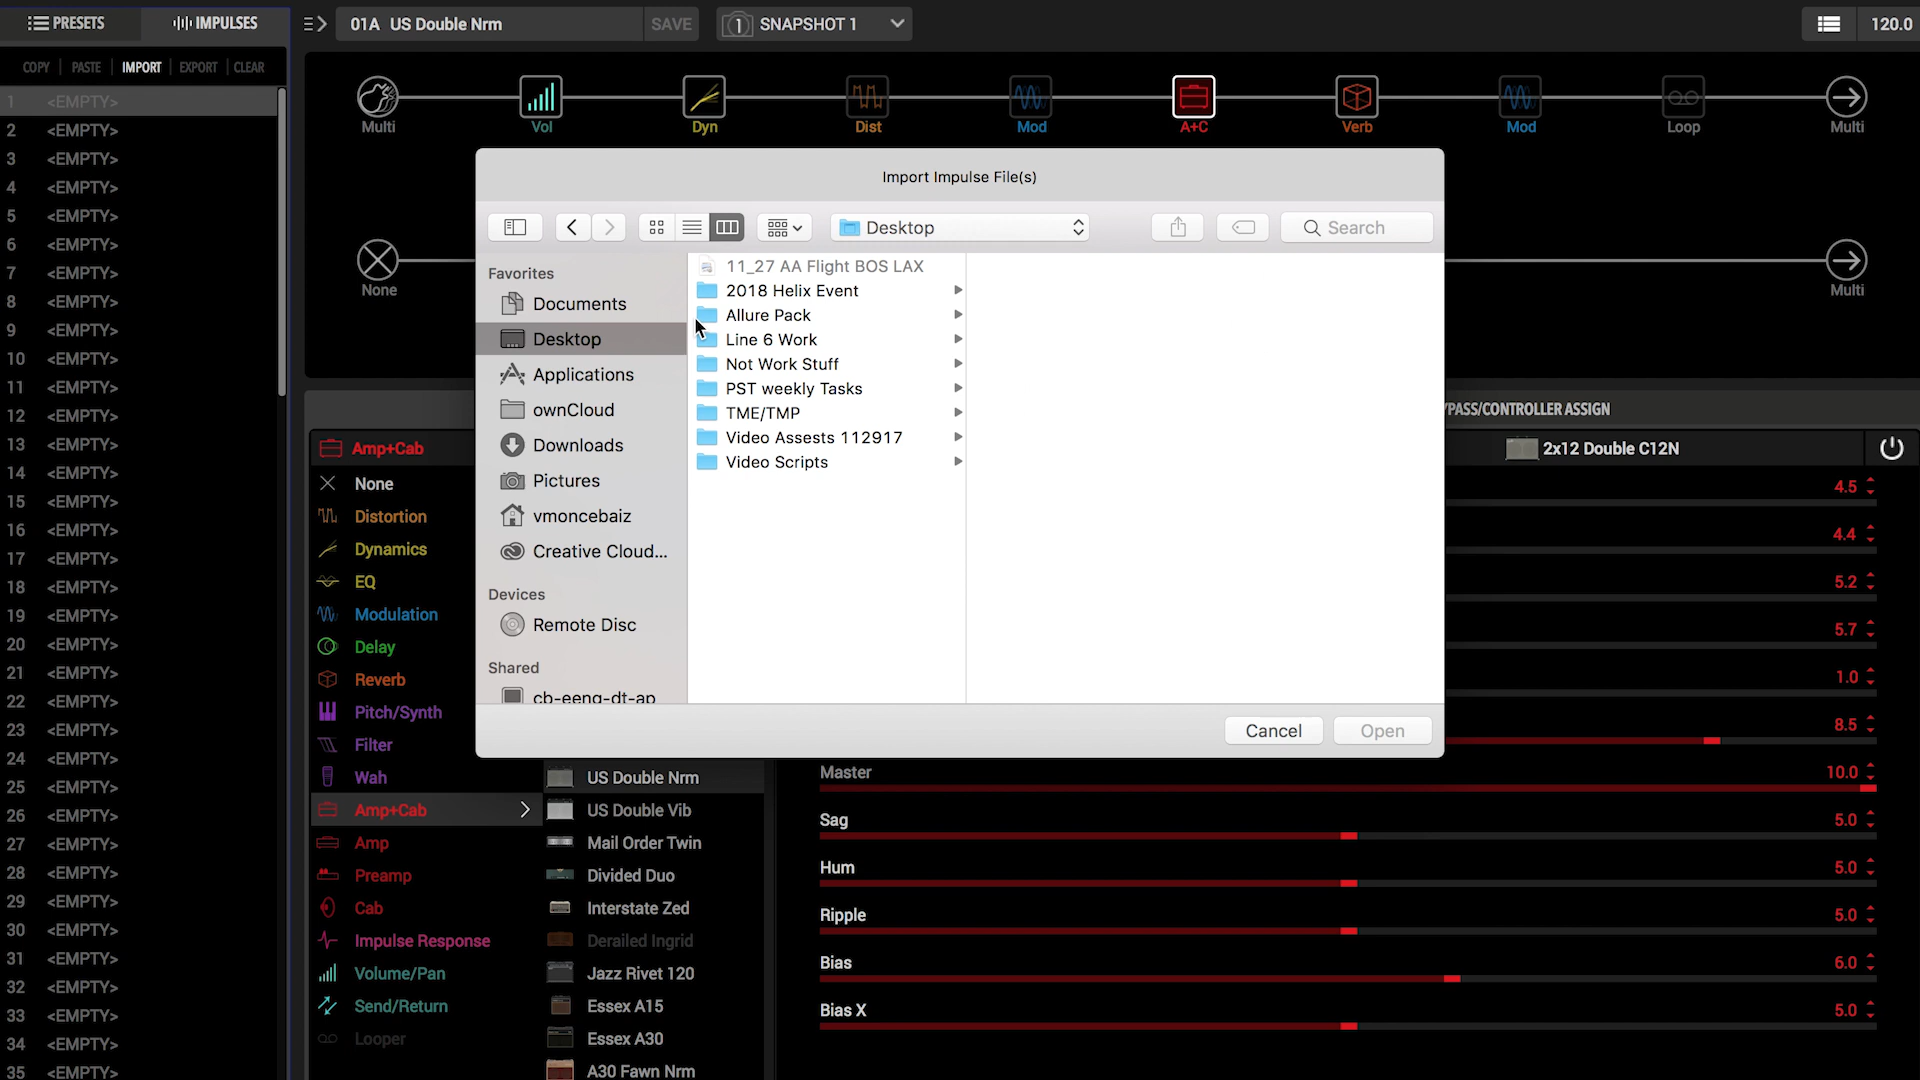 PRESETS
IMPULSES
01A US Double Nrm
SAVE
1 SNAPSHOT 1
120.0
COPY PASTE IMPORT EXPORT CLEAR
1 <EMPTY>
2 <EMPTY>
3 <EMPTY>
4 <EMPTY>
5 <EMPTY>
6 <EMPTY>
7 <EMPTY>
8 <EMPTY>
9 <EMPTY>
10 <EMPTY>
11 <EMPTY>
12 <EMPTY>
13 <EMPTY>
14 <EMPTY>
15 <EMPTY>
16 <EMPTY>
17 <EMPTY>
18 <EMPTY>
19 <EMPTY>
20 <EMPTY>
21 <EMPTY>
22 <EMPTY>
23 <EMPTY>
24 <EMPTY>
25 <EMPTY>
26 <EMPTY>
27 <EMPTY>
28 <EMPTY>
29 <EMPTY>
30 <EMPTY>
31 <EMPTY>
32 <EMPTY>
33 <EMPTY>
34 <EMPTY>
35 <EMPTY>
Multi Vol Dyn Dist Mod A+C Verb Mod Loop Multi
None Multi
Import Impulse File(s)
Desktop
Search
Favorites
Documents
Desktop
Applications
ownCloud
Downloads
Pictures
vmoncebaiz
Creative Cloud...
Devices
Remote Disc
Shared
cb-eeng-dt-ap
11_27 AA Flight BOS LAX
2018 Helix Event
Allure Pack
Line 6 Work
Not Work Stuff
PST weekly Tasks
TME/TMP
Video Assests 112917
Video Scripts
Cancel
Open
Amp+Cab
None
Distortion
Dynamics
EQ
Modulation
Delay
Reverb
Pitch/Synth
Filter
Wah
Amp+Cab
Amp
Preamp
Cab
Impulse Response
Volume/Pan
Send/Return
Looper
US Double Nrm
US Double Vib
Mail Order Twin
Divided Duo
Interstate Zed
Derailed Ingrid
Jazz Rivet 120
Essex A15
Essex A30
A30 Fawn Nrm
/PASS/CONTROLLER ASSIGN
2x12 Double C12N
4.5
4.4
5.2
5.7
1.0
8.5
Master 10.0
Sag 5.0
Hum 5.0
Ripple 5.0
Bias 6.0
Bias X 5.0